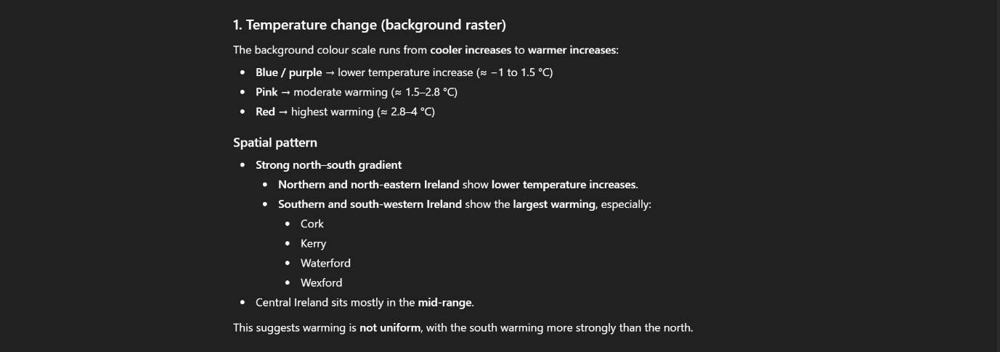 1. Temperature change (background raster)
The background colour scale runs from cooler increases to warmer increases:
• Blue / purple → lower temperature increase (≈ −1 to 1.5 °C)
• Pink → moderate warming (≈ 1.5–2.8 °C)
• Red → highest warming (≈ 2.8–4 °C)
Spatial pattern
• Strong north–south gradient
• Northern and north-eastern Ireland show lower temperature increases.
• Southern and south-western Ireland show the largest warming, especially:
• Cork
• Kerry
• Waterford
• Wexford
• Central Ireland sits mostly in the mid-range.
This suggests warming is not uniform, with the south warming more strongly than the north.